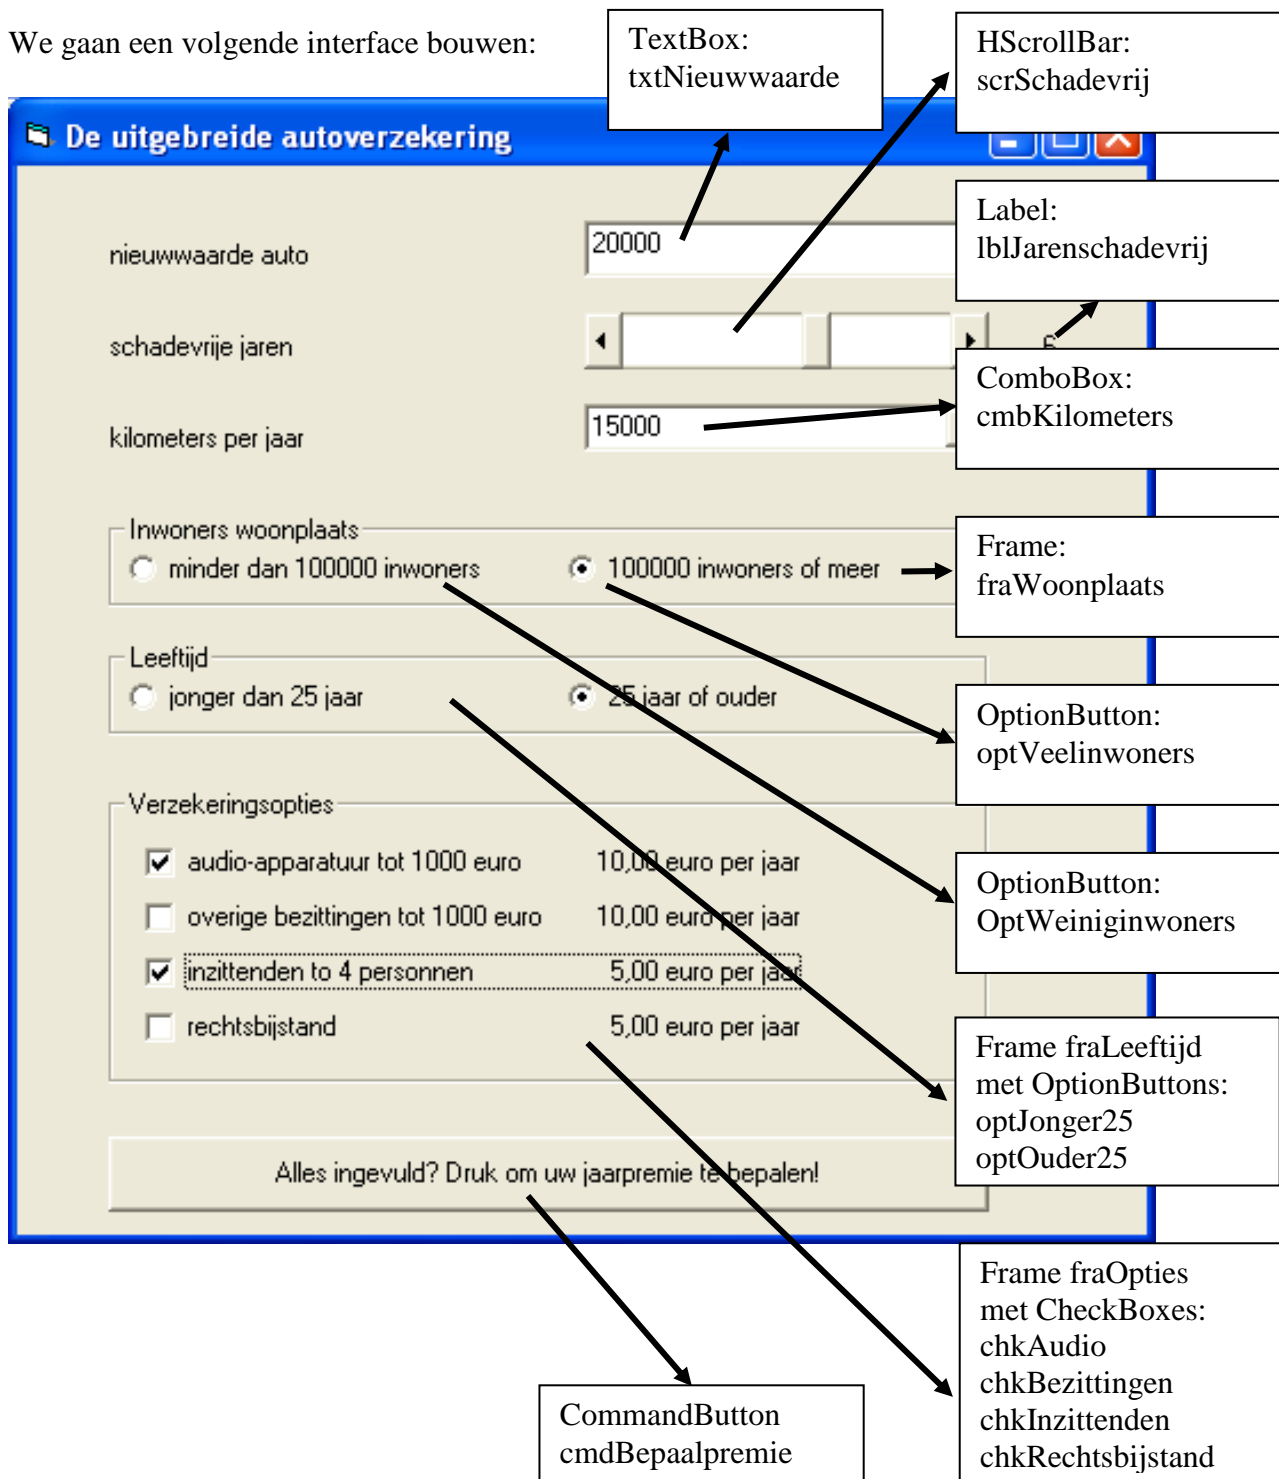 We gaan een volgende interface bouwen:
TextBox:
txtNieuwwaarde
HScrollBar:
scrSchadevrij
De uitgebreide autoverzekering
Label:
lblJarenschadevrij
nieuwwaarde auto
20000
schadevrije jaren
6
ComboBox:
cmbKilometers
kilometers per jaar
15000
Inwoners woonplaats
minder dan 100000 inwoners
100000 inwoners of meer
Frame:
fraWoonplaats
Leeftijd
jonger dan 25 jaar
25 jaar of ouder
OptionButton:
optVeelinwoners
Verzekeringsopties
audio-apparatuur tot 1000 euro 10,00 euro per jaar
overige bezittingen tot 1000 euro 10,00 euro per jaar
inzittenden to 4 personnen 5,00 euro per jaar
rechtsbijstand 5,00 euro per jaar
OptionButton:
OptWeiniginwoners
Frame fraLeeftijd
met OptionButtons:
optJonger25
optOuder25
Alles ingevuld? Druk om uw jaarpremie te bepalen!
Frame fraOpties
met CheckBoxes:
chkAudio
chkBezittingen
chkInzittenden
chkRechtsbijstand
CommandButton
cmdBepaalpremie